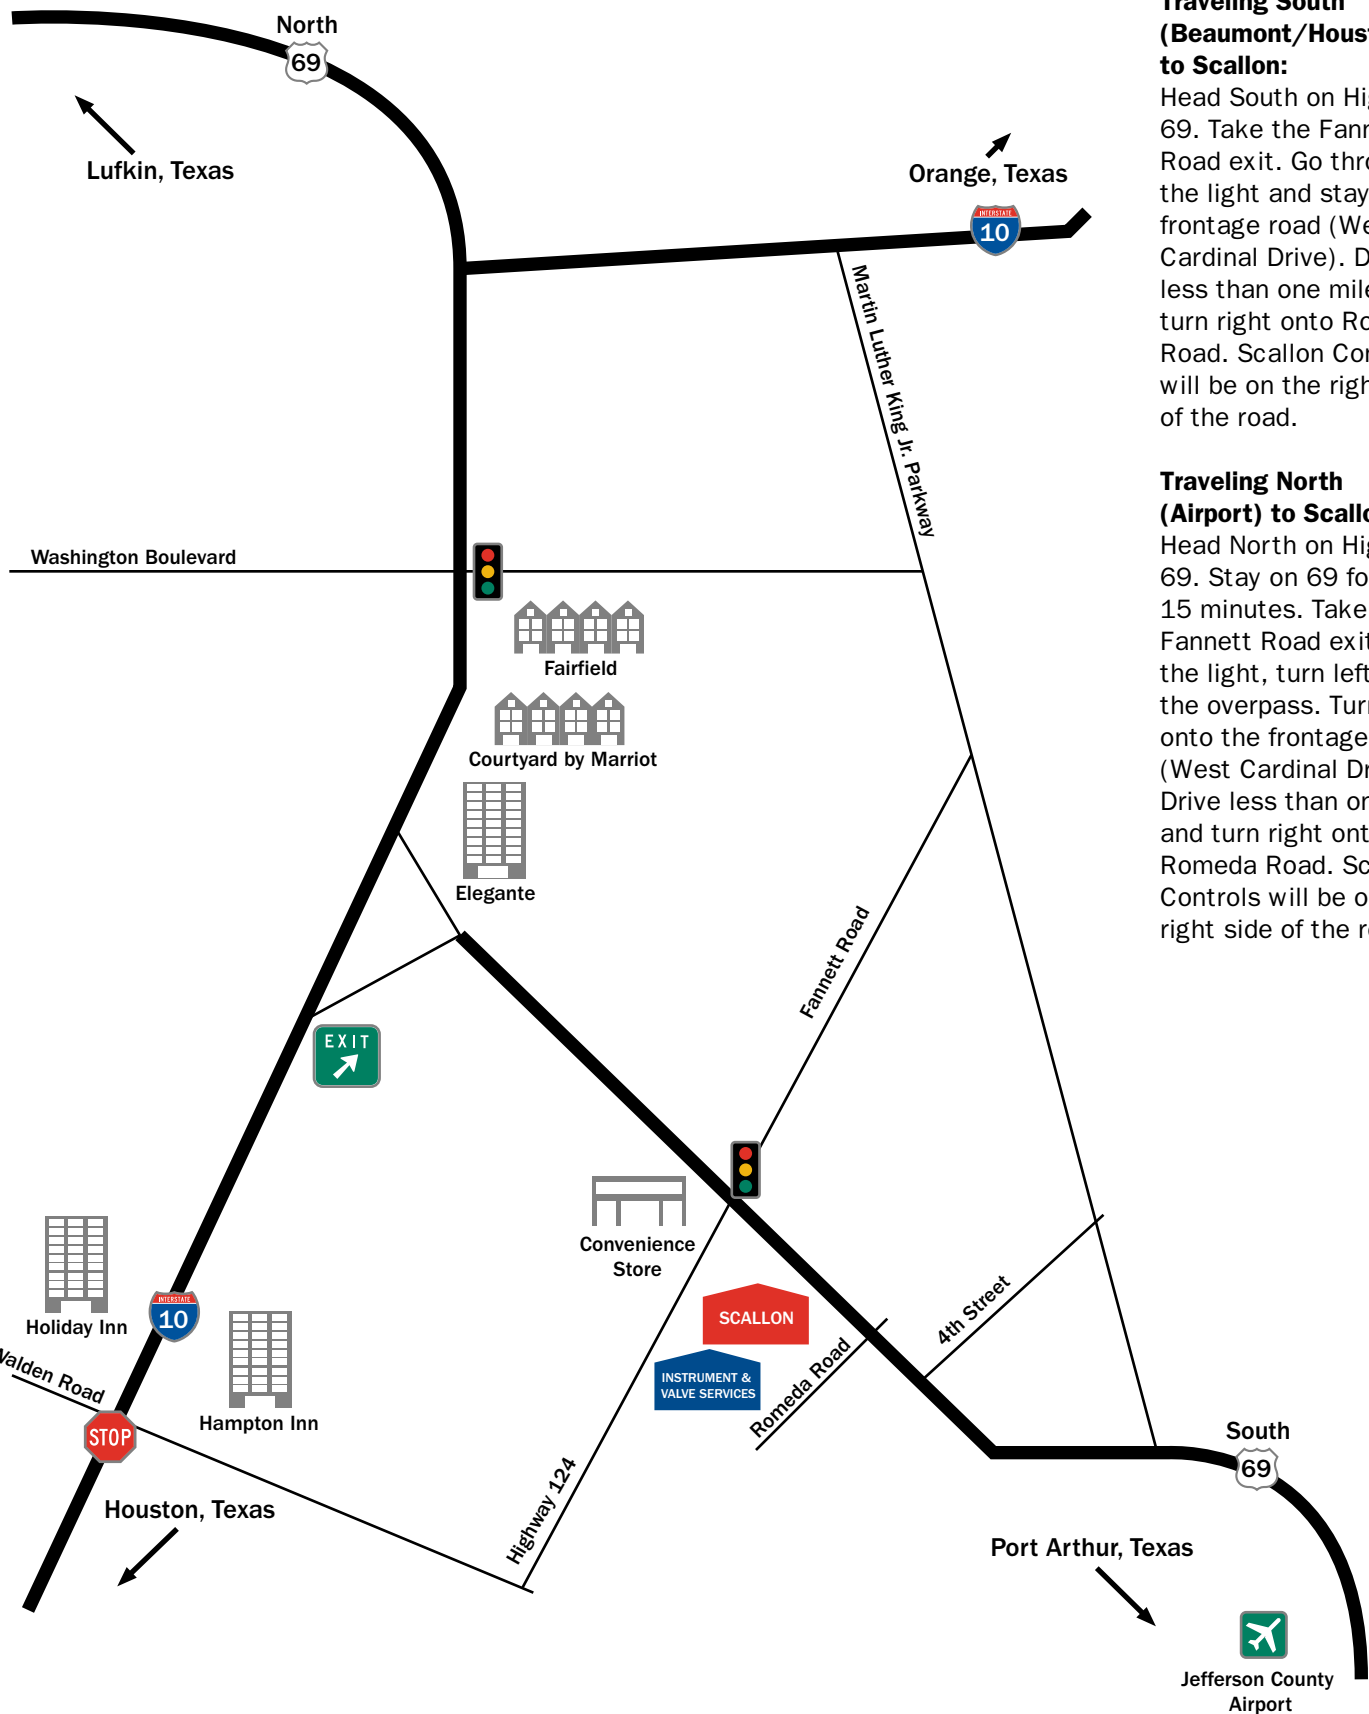 North
69
Lufkin, Texas
Orange, Texas
INTERSTATE
10
Martin Luther King Jr. Parkway
Washington Boulevard
Fairfield
Courtyard by Marriot
Elegante
Fannett Road
EXIT
Convenience
Store
Holiday Inn
INTERSTATE
10
Hampton Inn
Walden Road
STOP
Houston, Texas
SCALLON
INSTRUMENT &
VALVE SERVICES
Romeda Road
4th Street
Highway 124
South
69
Port Arthur, Texas
Jefferson County
Airport
Traveling South
(Beaumont/Hous
to Scallon:
Head South on Hi
69. Take the Fann
Road exit. Go thro
the light and stay
frontage road (We
Cardinal Drive). D
less than one mile
turn right onto Ro
Road. Scallon Co
will be on the righ
of the road.
Traveling North
(Airport) to Scallo
Head North on Hig
69. Stay on 69 fo
15 minutes. Take
Fannett Road exit
the light, turn left
the overpass. Turn
onto the frontage
(West Cardinal Dr
Drive less than or
and turn right ont
Romeda Road. Sc
Controls will be o
right side of the r